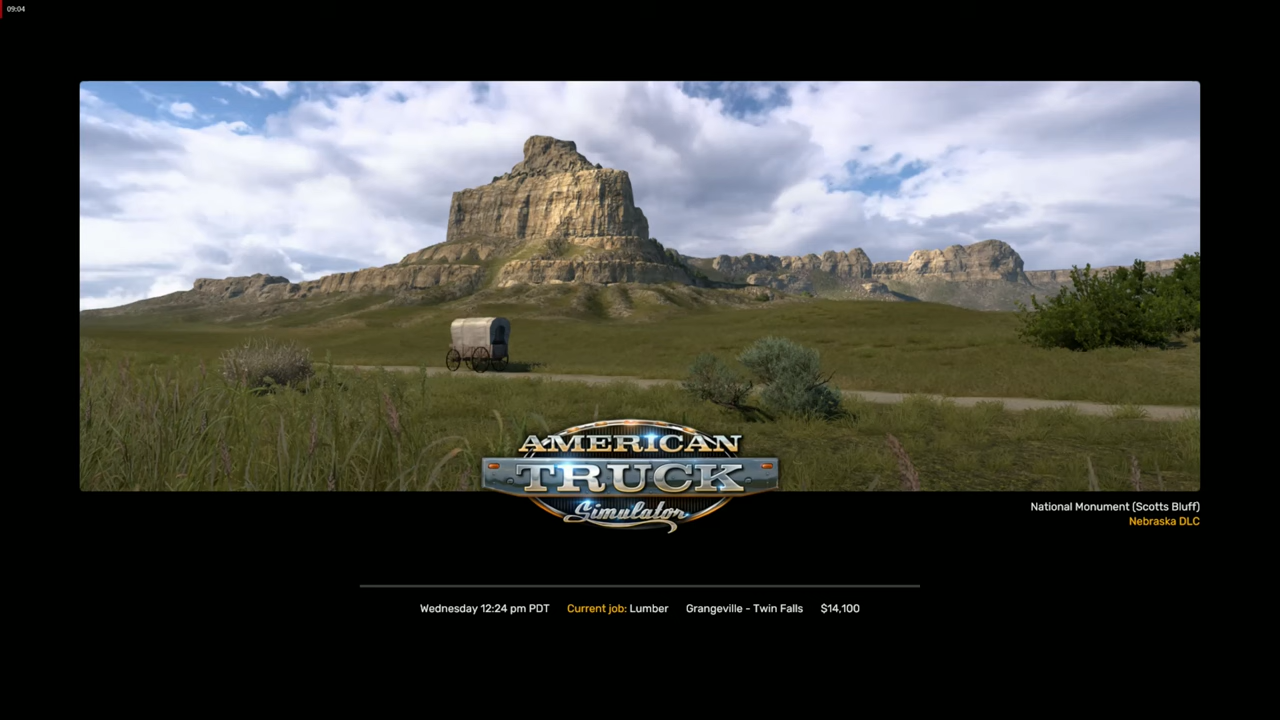 09:04
AMERICAN
TRUCK
Simulator
National Monument (Scotts Bluff)
Nebraska DLC
Wednesday 12:24 pm PDT Current job: Lumber Grangeville - Twin Falls $14,100